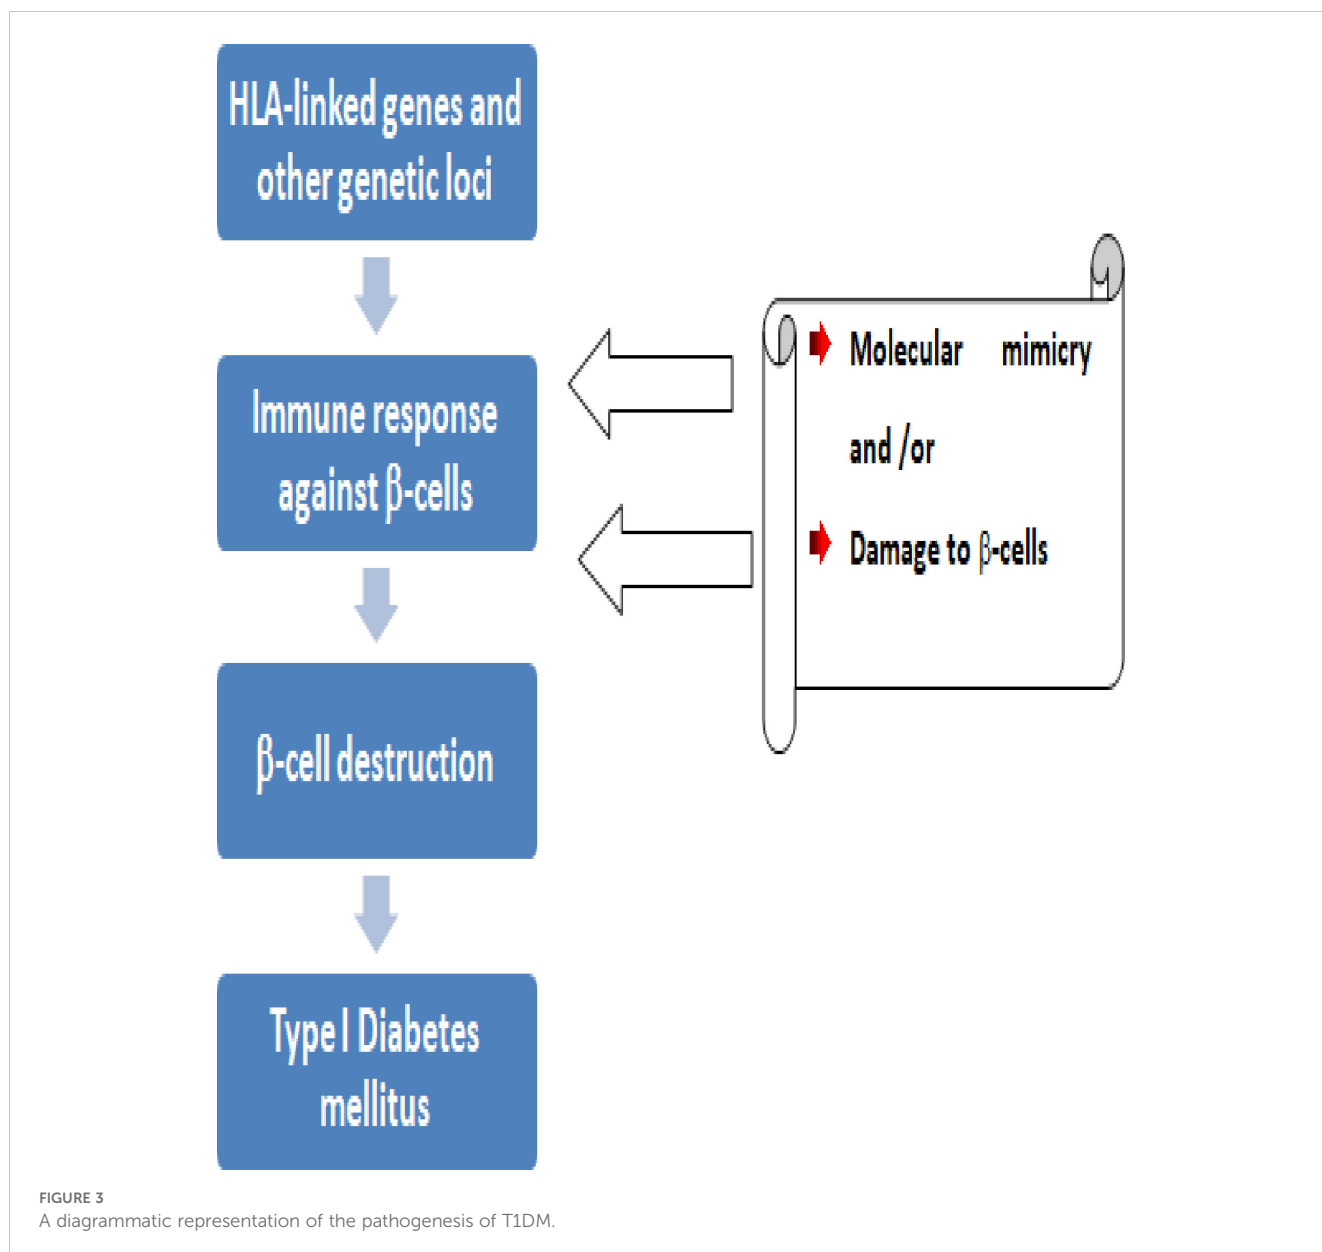 HLA-linked genes and
other genetic loci
Immune response
against β-cells
β-cell destruction
Type I Diabetes
mellitus
Molecular mimicry
and /or
Damage to β-cells
FIGURE 3
A diagrammatic representation of the pathogenesis of T1DM.